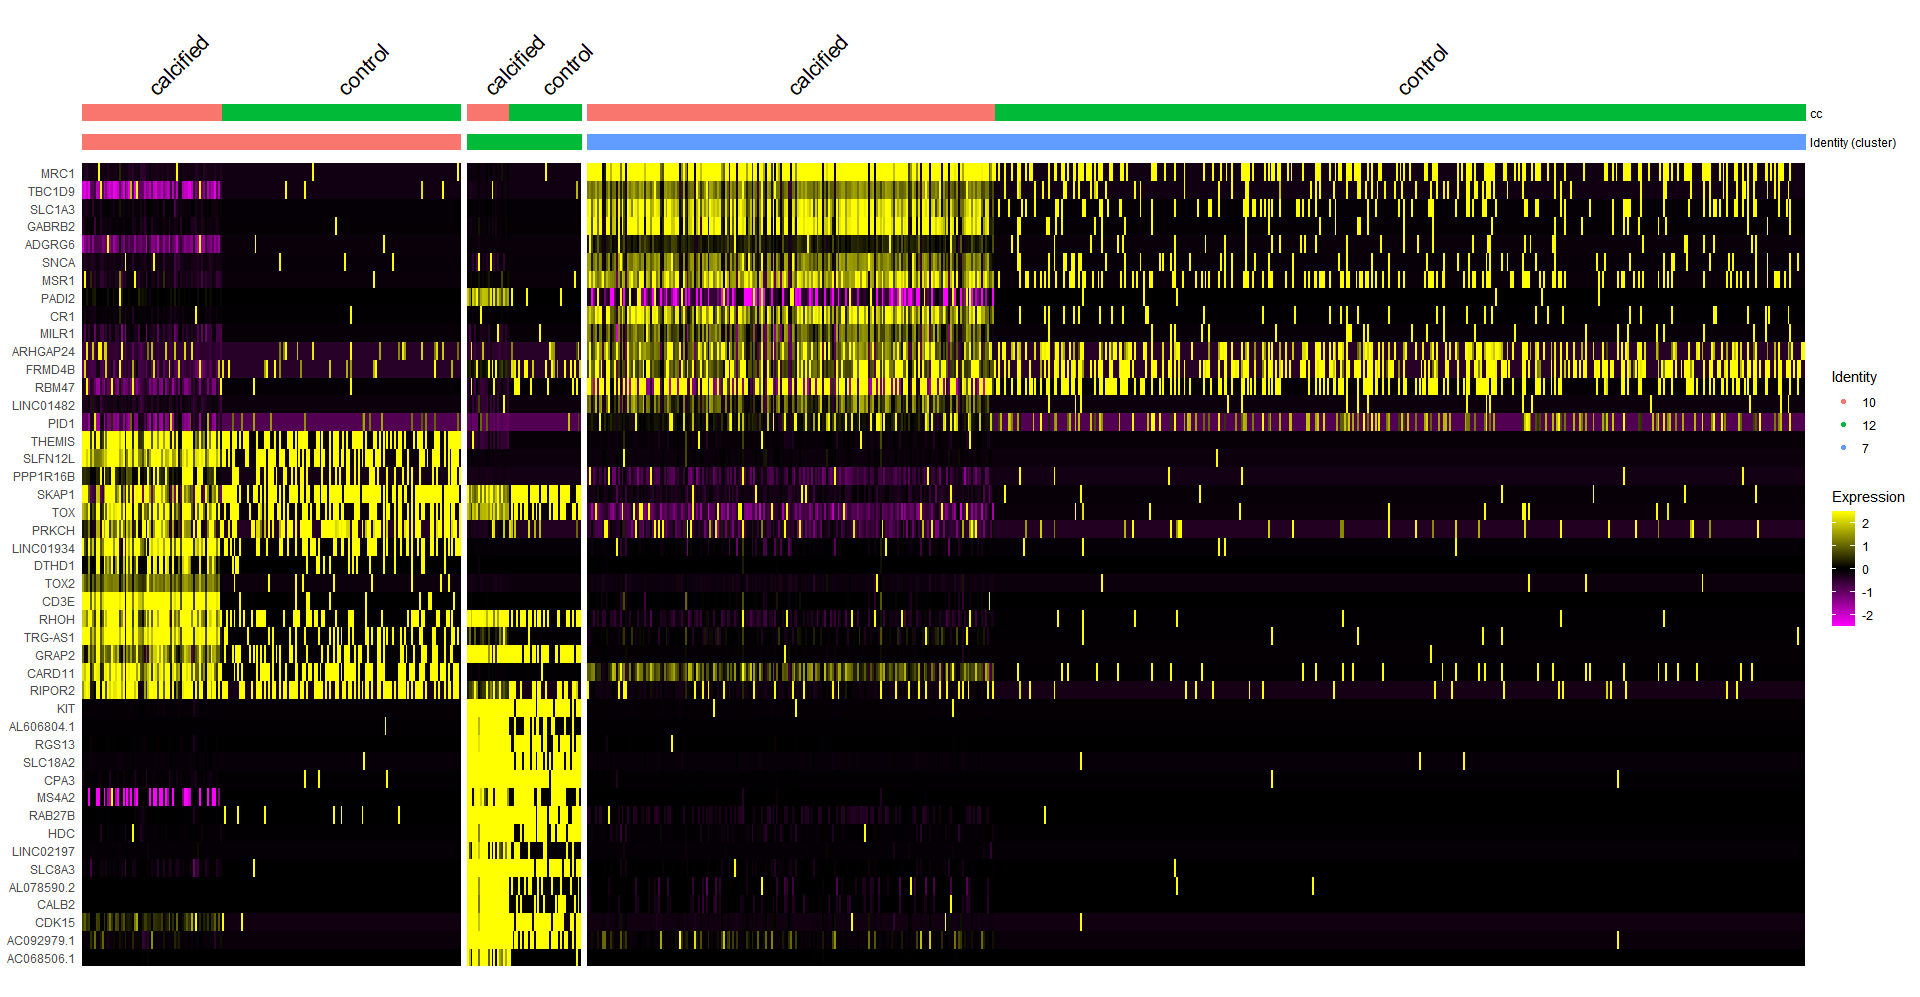 calcified
control
calcified
control
calcified
control
cc
Identity (cluster)
MRC1
TBC1D9
SLC1A3
GABRB2
ADGRG6
SNCA
MSR1
PADI2
CR1
MILR1
ARHGAP24
FRMD4B
RBM47
LINC01482
PID1
THEMIS
SLFN12L
PPP1R16B
SKAP1
TOX
PRKCH
LINC01934
DTHD1
TOX2
CD3E
RHOH
TRG-AS1
GRAP2
CARD11
RIPOR2
KIT
AL606804.1
RGS13
SLC18A2
CPA3
MS4A2
RAB27B
HDC
LINC02197
SLC8A3
AL078590.2
CALB2
CDK15
AC092979.1
AC068506.1
Identity
10
12
7
Expression
2
1
0
-1
-2